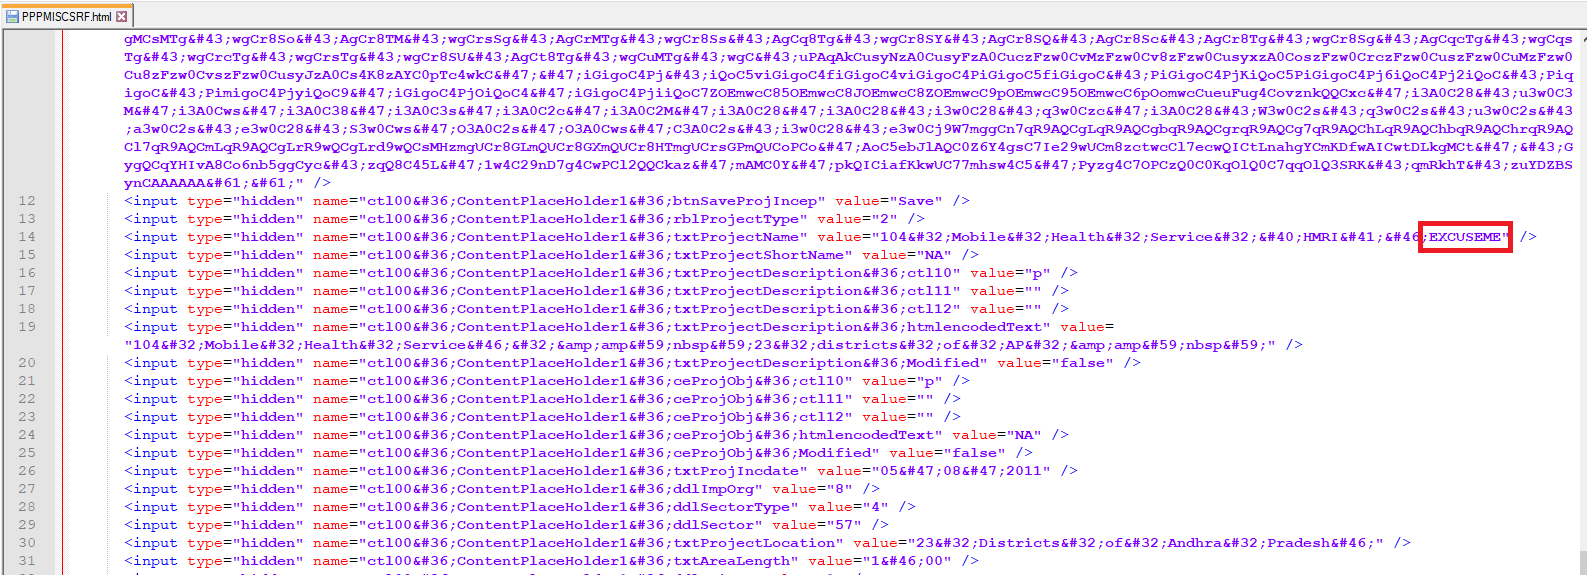 PPPMISCSRF.html
gMCsMTg&#43;wgCr8So&#43;AgCr8TM&#43;wgCrsSg&#43;AgCrMTg&#43;wgCr8Ss&#43;AgCq8Tg&#43;wgCr8SY&#43;AgCr8SQ&#43;AgCr8Sc&#43;AgCr8Tg&#43;wgCr8Sg&#43;AgCqcTg&#43;wgCqs
Tg&#43;wgCrcTg&#43;wgCrsTg&#43;wgCr8SU&#43;AgCt8Tg&#43;wgCuMTg&#43;wgC&#43;uPAqAkCusyNzA0CusyFzA0CuczFzw0CvMzFzw0Cv8zFzw0CusyxzA0CoszFzw0CrczFzw0CuszFzw0CuMzFzw0
Cu8zFzw0CvszFzw0CusyJzA0Cs4K8zAYC0pTc4wkC&#47;&#47;iGigoC4Pj&#43;iQoC5viGigoC4fiGigoC4viGigoC4PiGigoC5fiGigoC&#43;PiGigoC4PjKiQoC5PiGigoC4Pj6iQoC4Pj2iQoC&#43;Piq
igoC&#43;PimigoC4PjyiQoC9&#47;iGigoC4PjOiQoC4&#47;iGigoC4PjiiQoC7ZOEmwcC85OEmwcC8JOEmwcC8ZOEmwcC9pOEmwcC95OEmwcC6pOomwcCueuFug4CovznkQQCxc&#47;i3A0C28&#43;u3w0C3
M&#47;i3A0Cws&#47;i3A0C38&#47;i3A0C3s&#47;i3A0C2c&#47;i3A0C2M&#47;i3A0C28&#43;i3A0C28&#43;i3w0C28&#43;q3w0Czc&#47;i3A0C28&#43;W3w0C2s&#43;q3w0C2s&#43;u3w0C2s&#43
;a3w0C2s&#43;e3w0C28&#43;S3w0Cws&#47;O3A0C2s&#47;O3A0Cws&#47;C3A0C2s&#43;i3w0C28&#43;e3w0Cj9W7mggCn7qR9AQCgLqR9AQCgbqR9AQCgrqR9AQCg7qR9AQChLqR9AQChbqR9AQChrqR9AQ
Cl7qR9AQCmLqR9AQCgLrR9wQCgLrd9wQCsMHzmgUCr8GLmQUCr8GXmQUCr8HTmgUCrsGPmQUCoPCo&#47;AoC5ebJlAQC0Z6Y4gsC7Ie29wUCm8zctwcCl7ecwQICtLnahgYCmKDfwAICwtDLkgMCt&#47;&#43;G
ygQCqYHIvA8Co6nb5ggCyc&#43;zqQ8C45L&#47;1w4C29nD7g4CwPCl2QQCkaz&#47;mAMC0Y&#47;pkQICiafKkwUC77mhsw4C5&#47;Pyzg4C7OPCzQ0C0KqOlQ0C7qqOlQ3SRK&#43;qmRkhT&#43;zuYDZBS
ynCAAAAAA&#61;&#61;" />
12 <input type="hidden" name="ctl00&#36;ContentPlaceHolder1&#36;btnSaveProjIncep" value="Save" />
13 <input type="hidden" name="ctl00&#36;ContentPlaceHolder1&#36;rblProjectType" value="2" />
14 <input type="hidden" name="ctl00&#36;ContentPlaceHolder1&#36;txtProjectName" value="104&#32;Mobile&#32;Health&#32;Service&#32;&#40;HMRI&#41;&#46;EXCUSEME" />
15 <input type="hidden" name="ctl00&#36;ContentPlaceHolder1&#36;txtProjectShortName" value="NA" />
16 <input type="hidden" name="ctl00&#36;ContentPlaceHolder1&#36;txtProjectDescription&#36;ctl10" value="p" />
17 <input type="hidden" name="ctl00&#36;ContentPlaceHolder1&#36;txtProjectDescription&#36;ctl11" value="" />
18 <input type="hidden" name="ctl00&#36;ContentPlaceHolder1&#36;txtProjectDescription&#36;ctl12" value="" />
19 <input type="hidden" name="ctl00&#36;ContentPlaceHolder1&#36;txtProjectDescription&#36;htmlencodedText" value=
"104&#32;Mobile&#32;Health&#32;Service&#46;&#32;&amp;amp&#59;nbsp&#59;23&#32;districts&#32;of&#32;AP&#32;&amp;amp&#59;nbsp&#59;" />
20 <input type="hidden" name="ctl00&#36;ContentPlaceHolder1&#36;txtProjectDescription&#36;Modified" value="false" />
21 <input type="hidden" name="ctl00&#36;ContentPlaceHolder1&#36;ceProjObj&#36;ctl10" value="p" />
22 <input type="hidden" name="ctl00&#36;ContentPlaceHolder1&#36;ceProjObj&#36;ctl11" value="" />
23 <input type="hidden" name="ctl00&#36;ContentPlaceHolder1&#36;ceProjObj&#36;ctl12" value="" />
24 <input type="hidden" name="ctl00&#36;ContentPlaceHolder1&#36;ceProjObj&#36;htmlencodedText" value="NA" />
25 <input type="hidden" name="ctl00&#36;ContentPlaceHolder1&#36;ceProjObj&#36;Modified" value="false" />
26 <input type="hidden" name="ctl00&#36;ContentPlaceHolder1&#36;txtProjIncdate" value="05&#47;08&#47;2011" />
27 <input type="hidden" name="ctl00&#36;ContentPlaceHolder1&#36;ddlImpOrg" value="8" />
28 <input type="hidden" name="ctl00&#36;ContentPlaceHolder1&#36;ddlSectorType" value="4" />
29 <input type="hidden" name="ctl00&#36;ContentPlaceHolder1&#36;ddlSector" value="57" />
30 <input type="hidden" name="ctl00&#36;ContentPlaceHolder1&#36;txtProjectLocation" value="23&#32;Districts&#32;of&#32;Andhra&#32;Pradesh&#46;" />
31 <input type="hidden" name="ctl00&#36;ContentPlaceHolder1&#36;txtAreaLength" value="1&#46;00" />